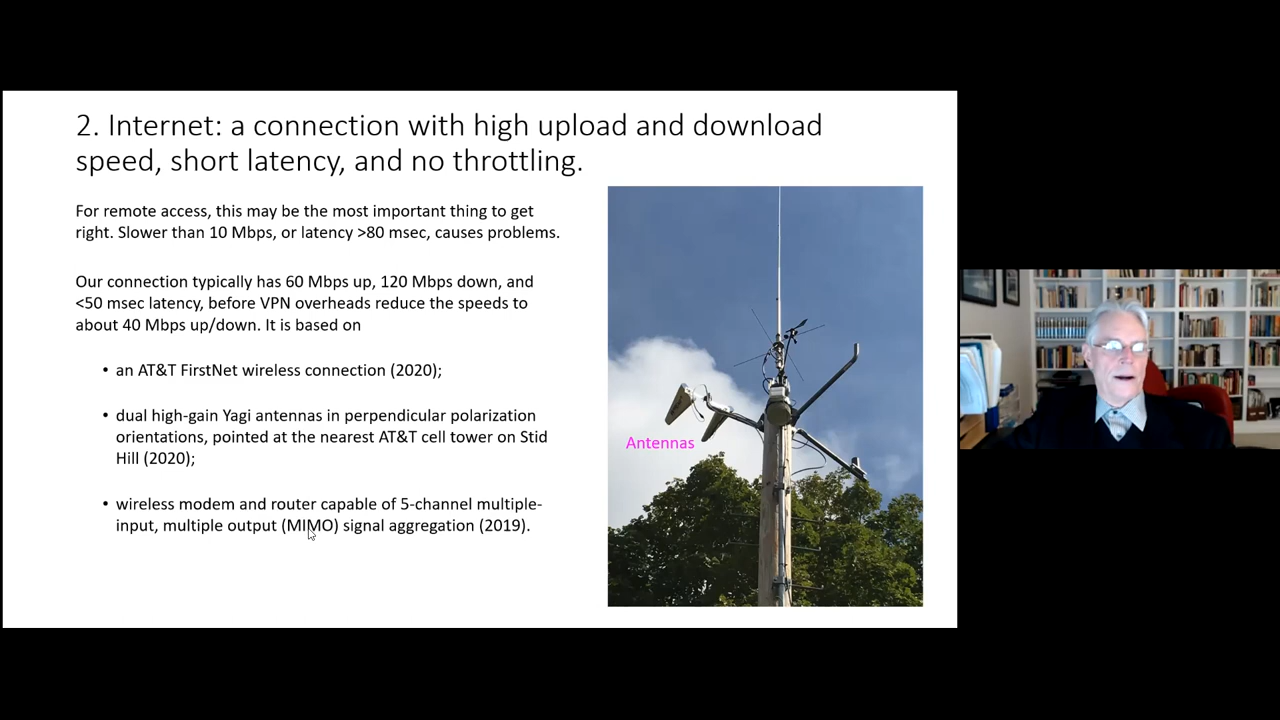 2. Internet: a connection with high upload and download
speed, short latency, and no throttling.
For remote access, this may be the most important thing to get
right. Slower than 10 Mbps, or latency >80 msec, causes problems.
Our connection typically has 60 Mbps up, 120 Mbps down, and
<50 msec latency, before VPN overheads reduce the speeds to
about 40 Mbps up/down. It is based on
• an AT&T FirstNet wireless connection (2020);
• dual high-gain Yagi antennas in perpendicular polarization
orientations, pointed at the nearest AT&T cell tower on Stid
Hill (2020);
• wireless modem and router capable of 5-channel multiple-
input, multiple output (MIMO) signal aggregation (2019).
Antennas